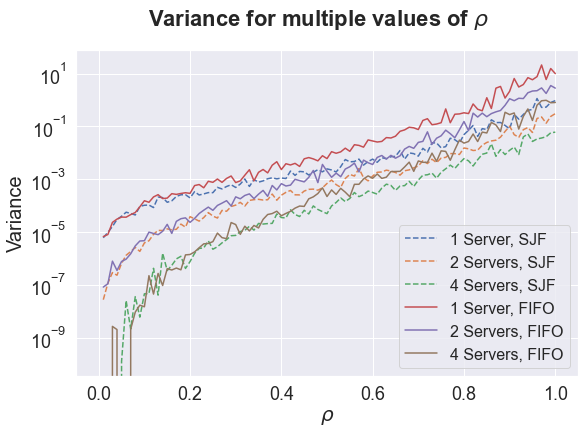 Variance for multiple values of ρ
Variance
10¹
10⁻¹
10⁻³
10⁻⁵
10⁻⁷
10⁻⁹
1 Server, SJF
2 Servers, SJF
4 Servers, SJF
1 Server, FIFO
2 Servers, FIFO
4 Servers, FIFO
0.0 0.2 0.4 0.6 0.8 1.0
ρ